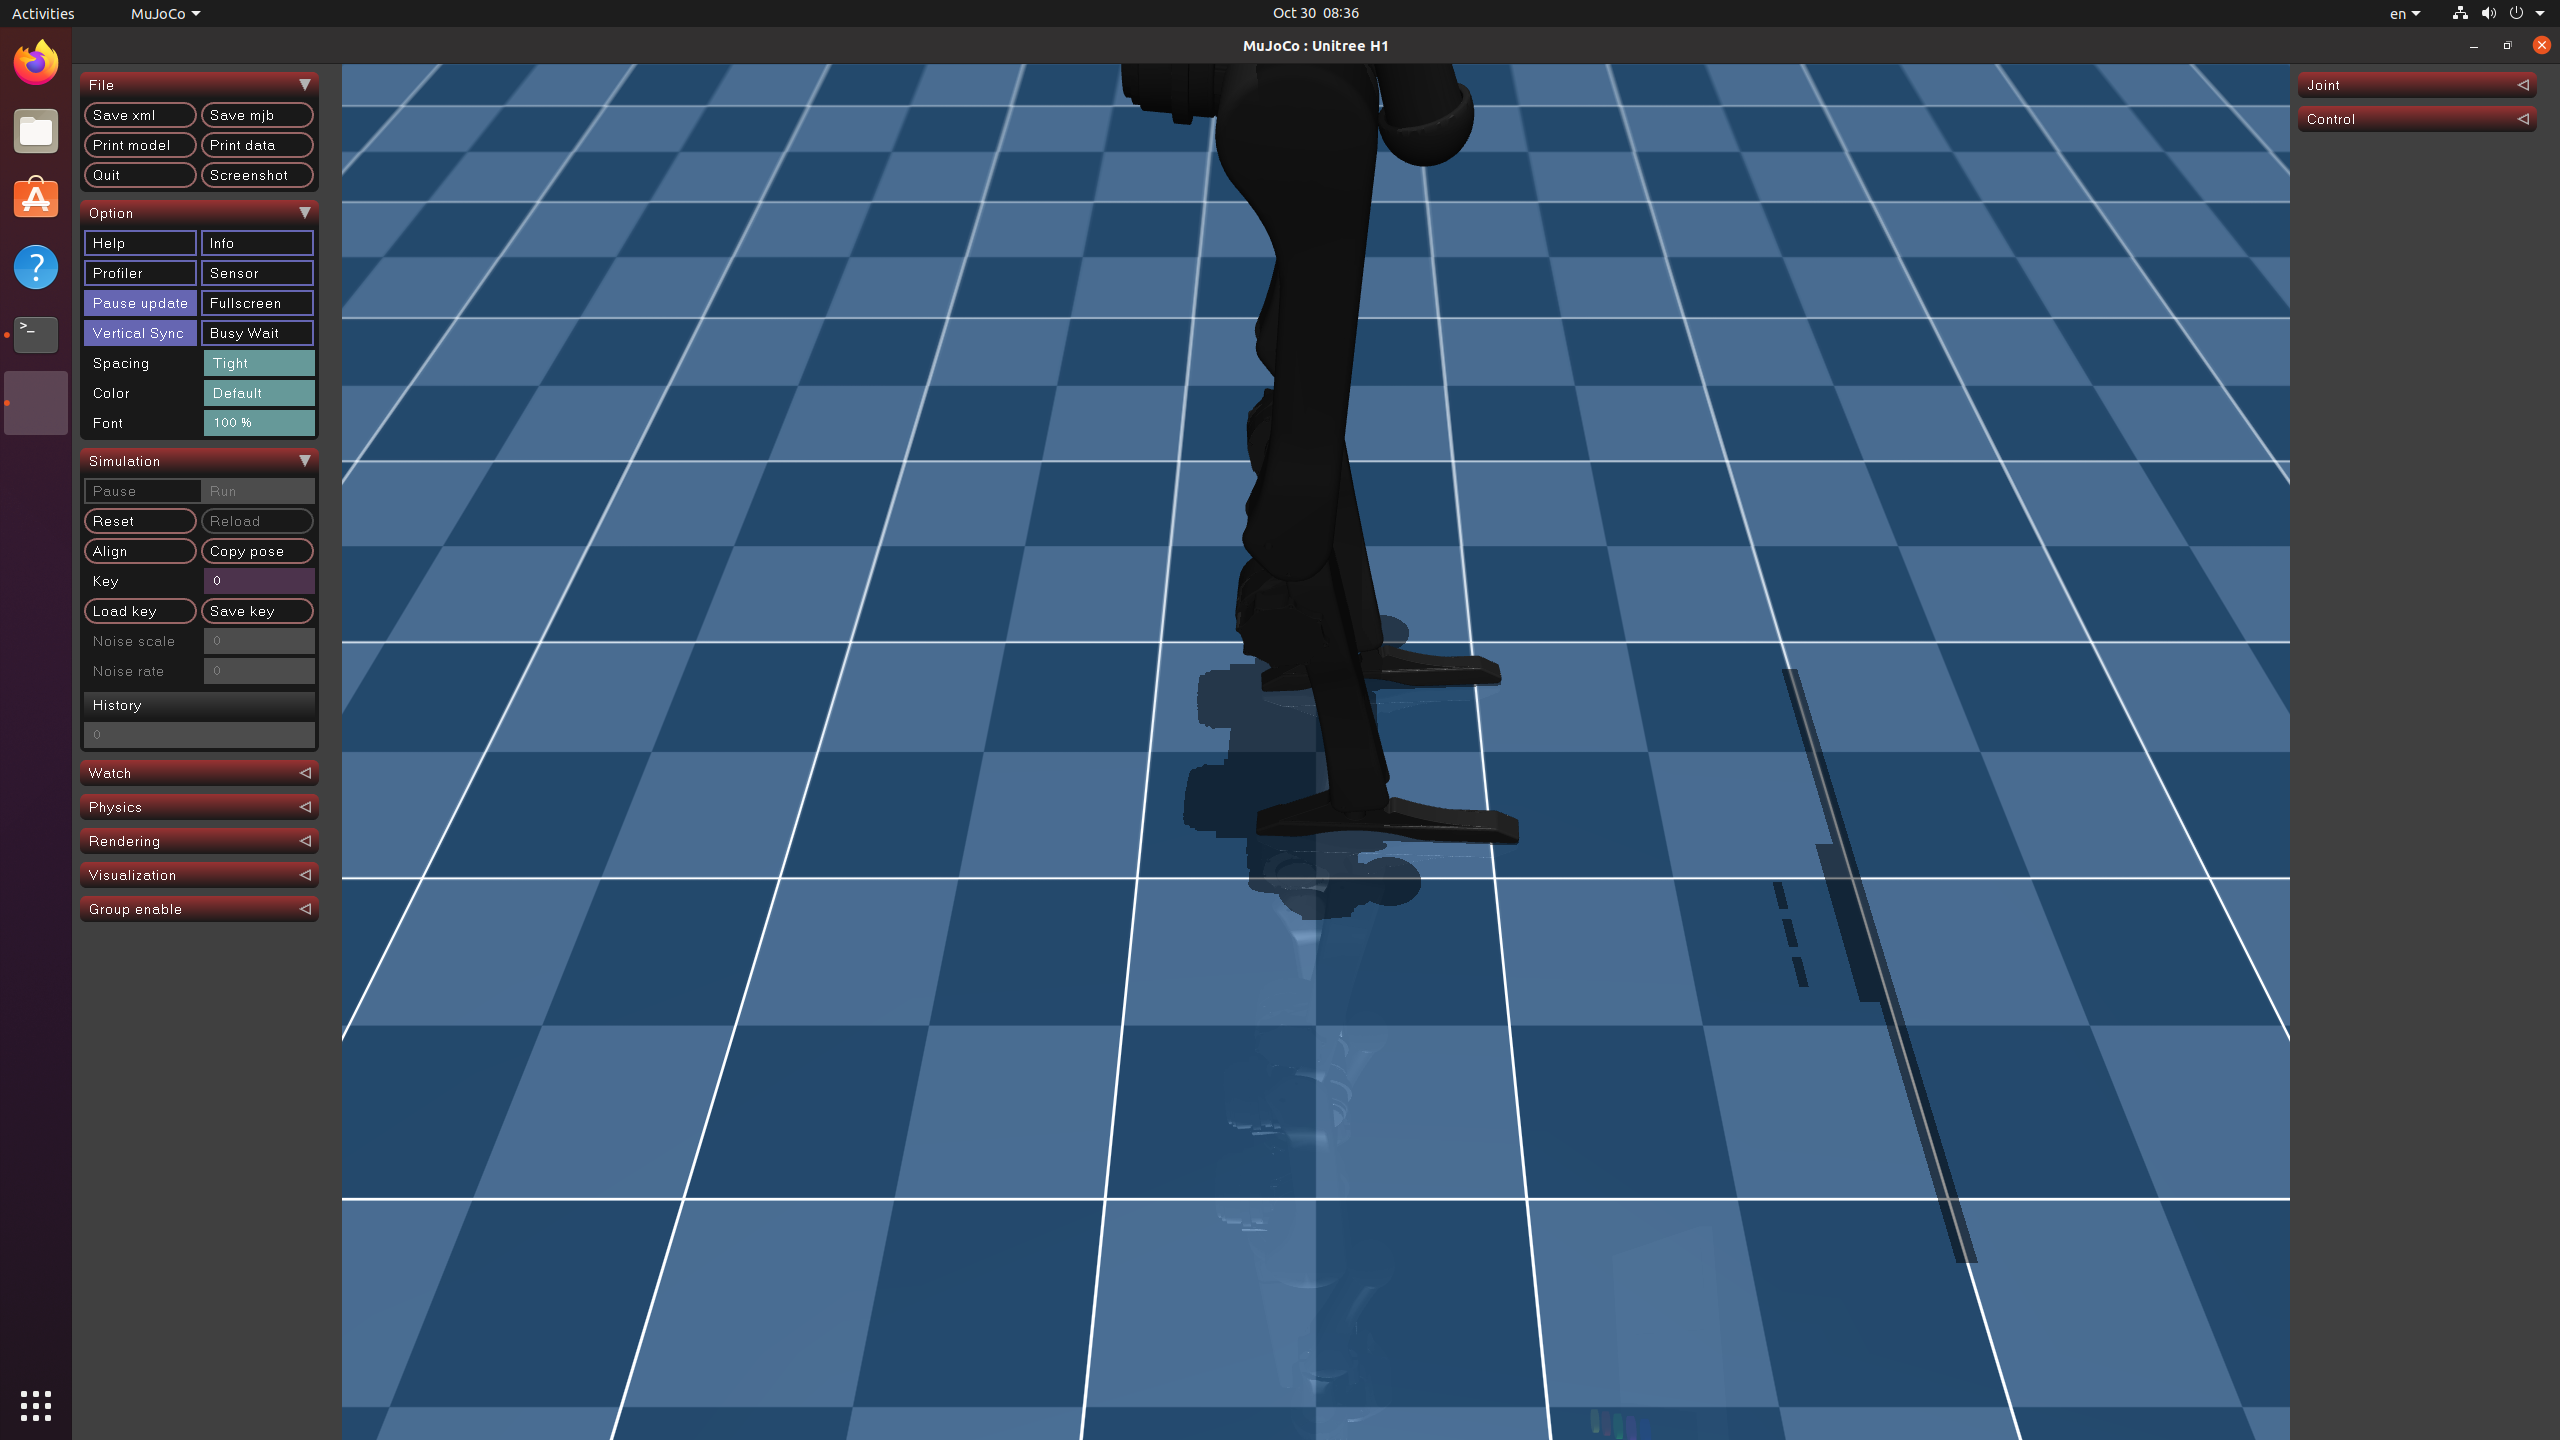 Activities MuJoCo Oct 30 08:36 en
MuJoCo : Unitree H1
File
Save xml Save mjb
Print model Print data
Quit Screenshot
Option
Help Info
Profiler Sensor
Pause update Fullscreen
Vertical Sync Busy Wait
Spacing Tight
Color Default
Font 100 %
Simulation
Pause Run
Reset Reload
Align Copy pose
Key 0
Load key Save key
Noise scale 0
Noise rate 0
History
0
Watch
Physics
Rendering
Visualization
Group enable
Joint
Control